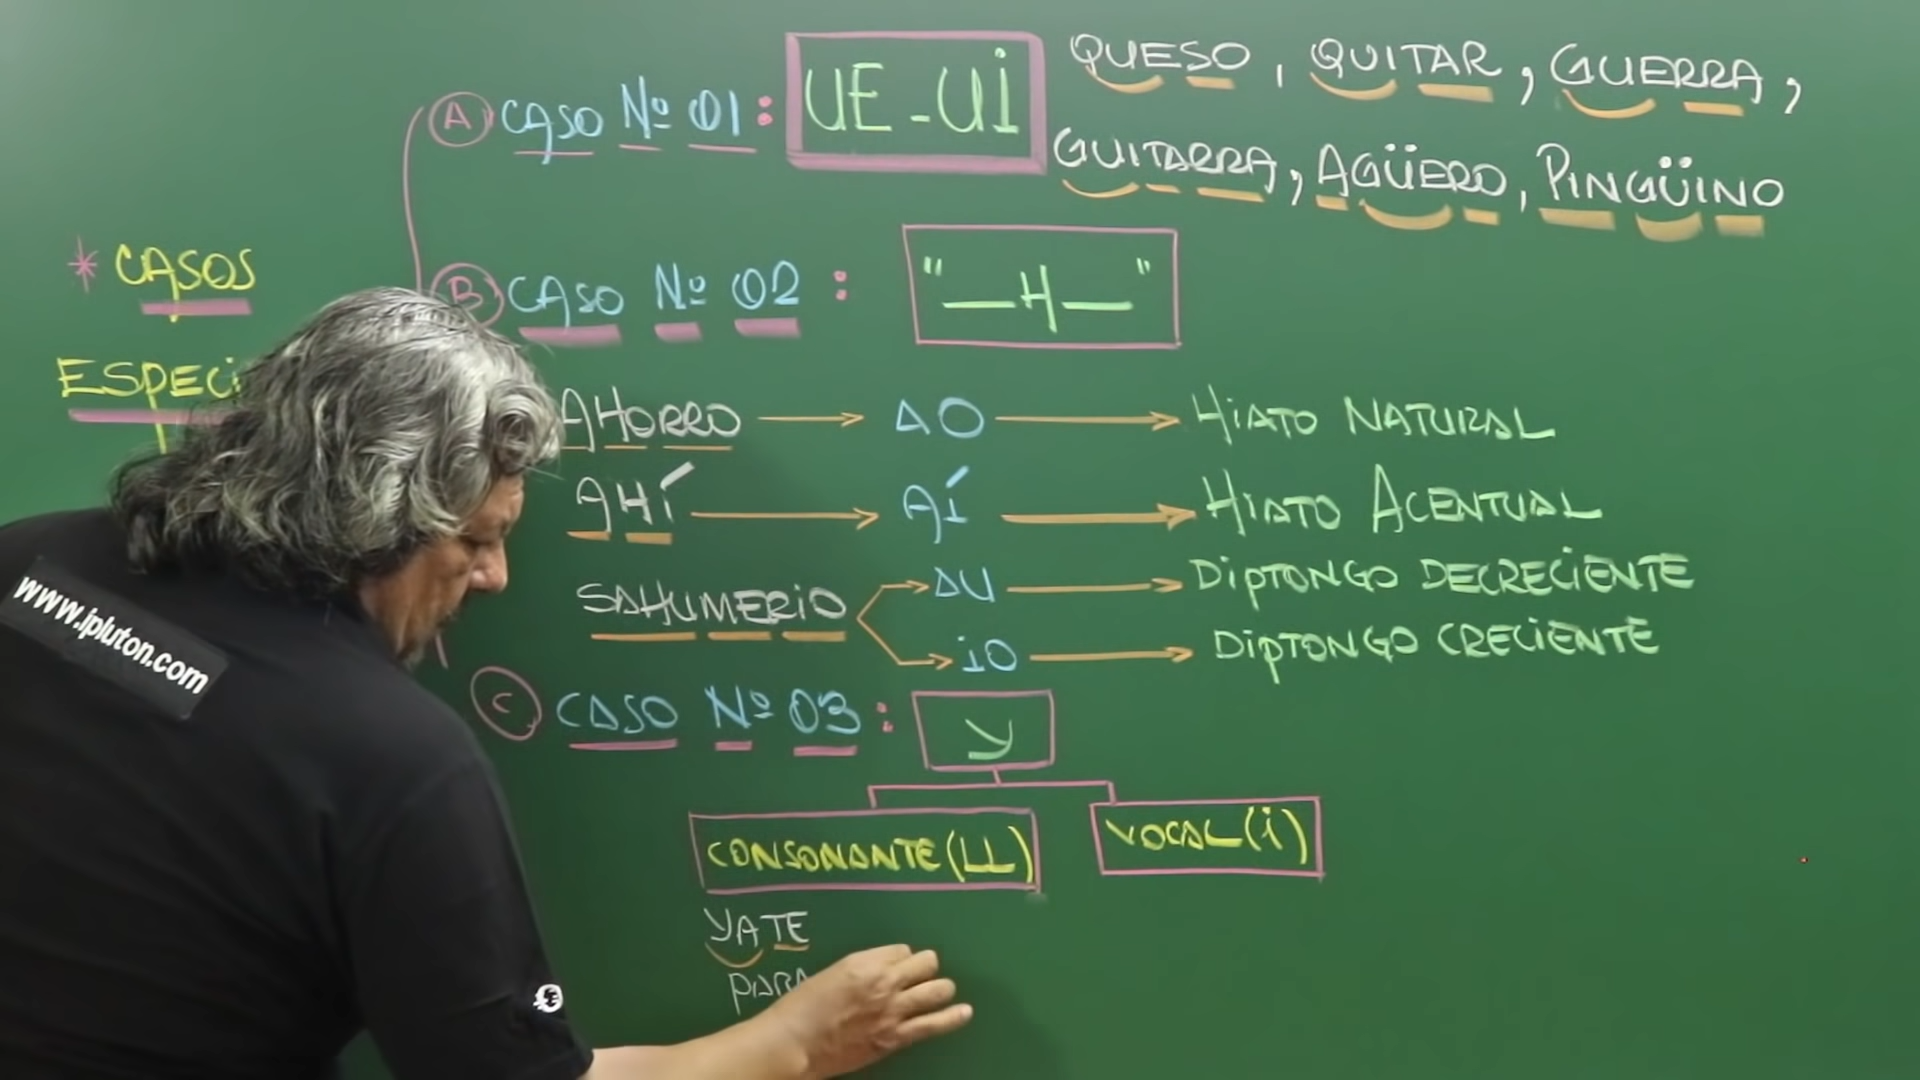 * CASOS
ESPECI
A CASO Nº 01: UE - UI
QUESO, QUITAR, GUERRA,
GUITARRA, AGÜERO, PINGÜINO
B CASO Nº 02: "__H__"
AHORRO → AO → HIATO NATURAL
AHÍ → AÍ → HIATO ACENTUAL
SAHUMERIO → AU → DIPTONGO DECRECIENTE
→ IO → DIPTONGO CRECIENTE
C CASO Nº 03: Y
CONSONANTE (LL) VOCAL (i)
YATE
PARA
www.ipluton.com